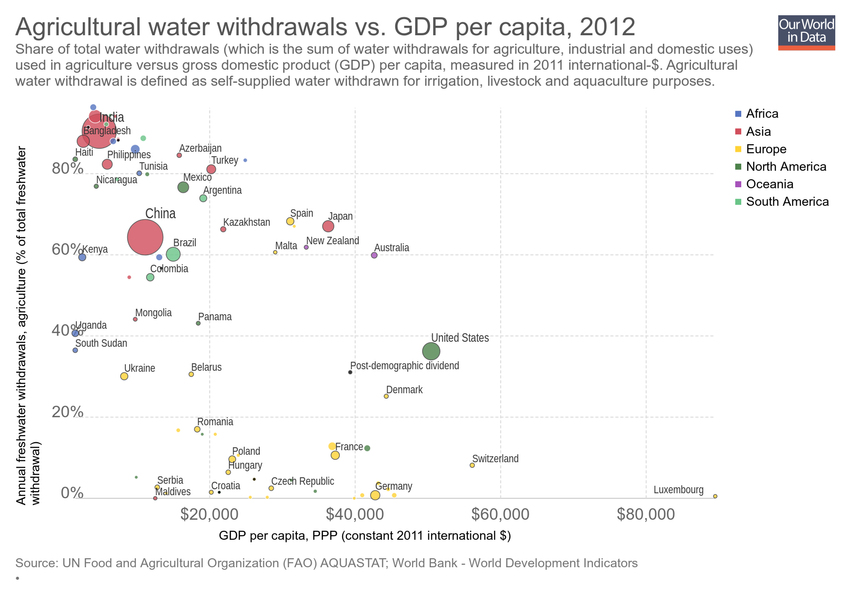 Agricultural water withdrawals vs. GDP per capita, 2012
Our World
in Data
Share of total water withdrawals (which is the sum of water withdrawals for agriculture, industrial and domestic uses)
used in agriculture versus gross domestic product (GDP) per capita, measured in 2011 international-$. Agricultural
water withdrawal is defined as self-supplied water withdrawn for irrigation, livestock and aquaculture purposes.
Africa
Asia
Europe
North America
Oceania
South America
India
Bangladesh
Haiti
Philippines
Azerbaijan
Turkey
80%
Tunisia
Nicaragua
Mexico
Argentina
China
Kazakhstan
Spain
Japan
Brazil
Malta
New Zealand
Australia
60%
Kenya
Colombia
Mongolia
Panama
Uganda
40%
South Sudan
United States
Ukraine
Belarus
Post-demographic dividend
Denmark
20%
Romania
Poland
Hungary
France
Switzerland
Serbia
Maldives
Croatia
Czech Republic
Germany
Luxembourg
0%
$20,000
$40,000
$60,000
$80,000
GDP per capita, PPP (constant 2011 international $)
Annual freshwater withdrawals, agriculture (% of total freshwater
withdrawal)
Source: UN Food and Agricultural Organization (FAO) AQUASTAT; World Bank - World Development Indicators
•